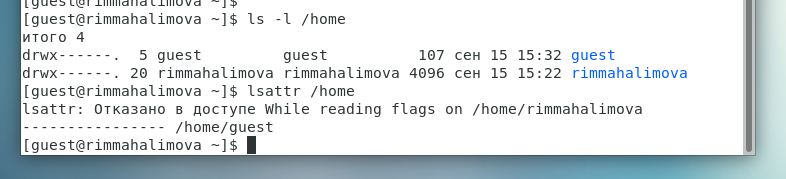 [guest@rimmahalimova ~]$
[guest@rimmahalimova ~]$ ls -l /home
итого 4
drwx------.  5 guest         guest          107 сен 15 15:32 guest
drwx------. 20 rimmahalimova rimmahalimova 4096 сен 15 15:22 rimmahalimova
[guest@rimmahalimova ~]$ lsattr /home
lsattr: Отказано в доступе While reading flags on /home/rimmahalimova
---------------- /home/guest
[guest@rimmahalimova ~]$